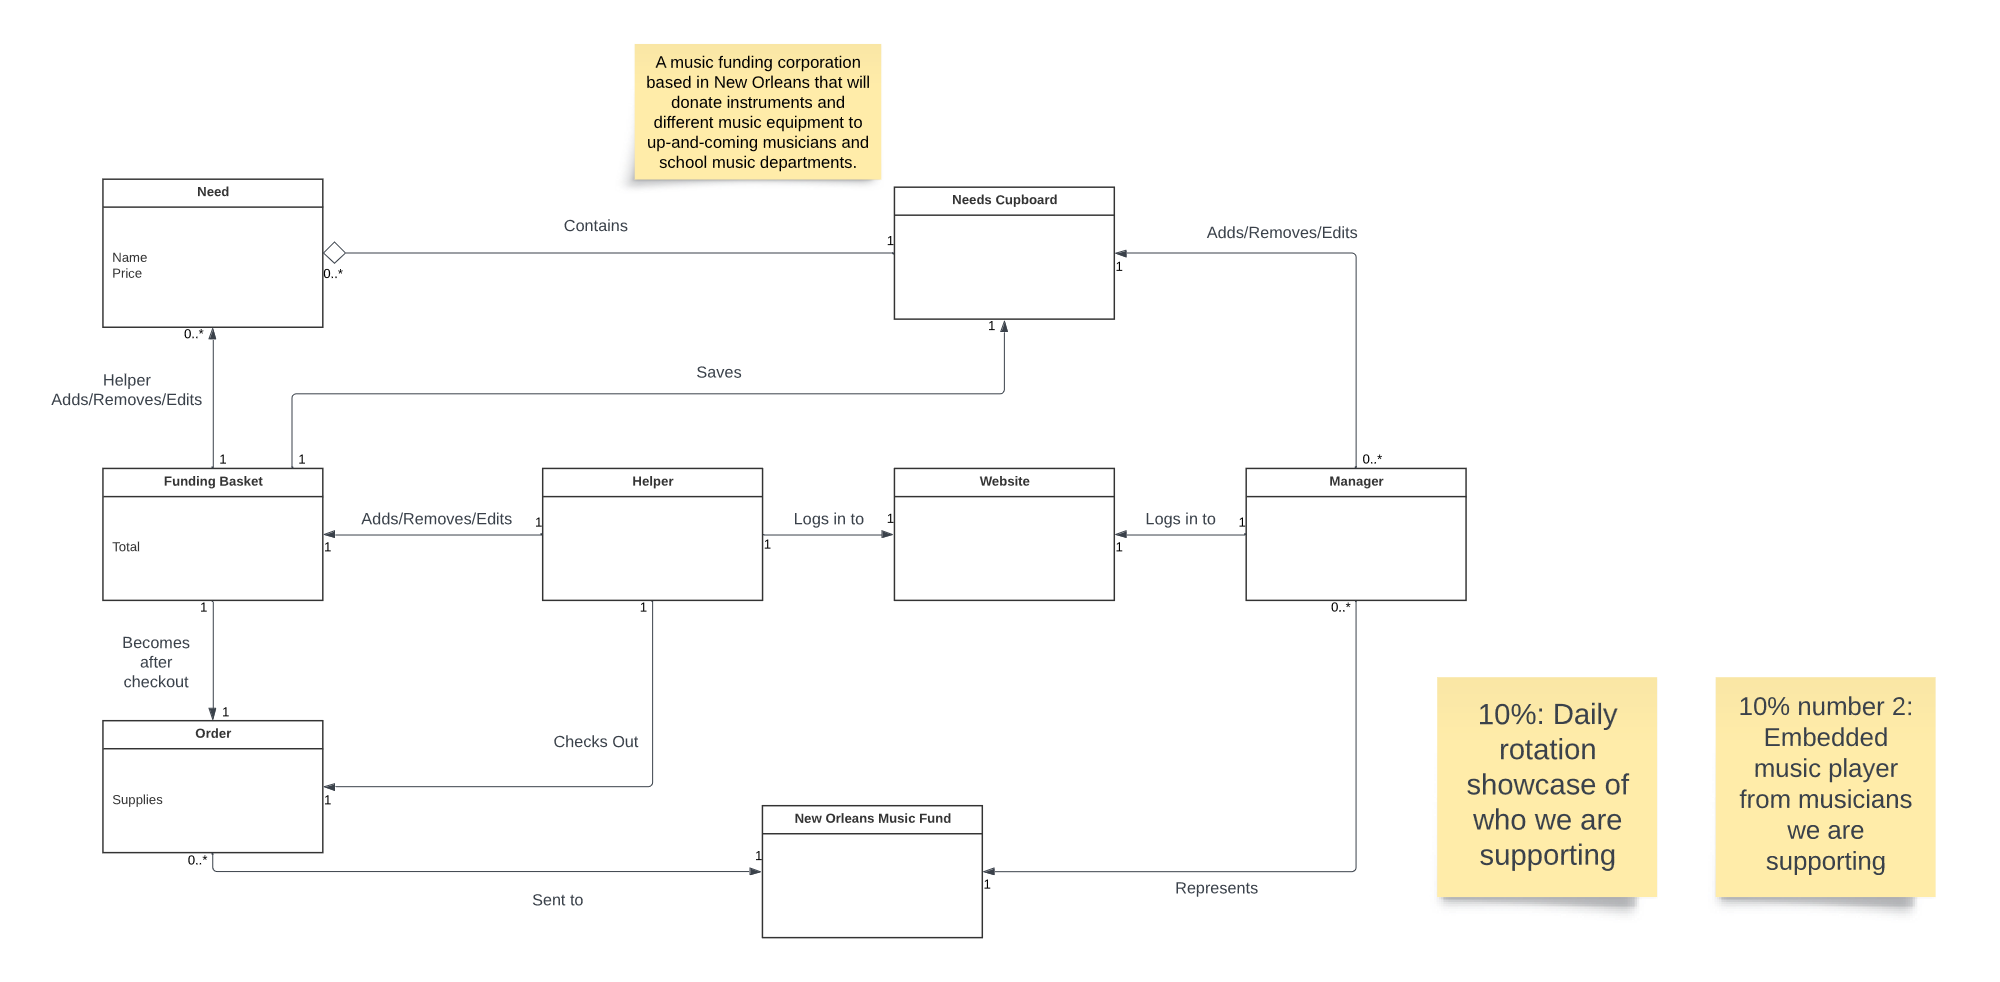 A music funding corporation
based in New Orleans that will
donate instruments and
different music equipment to
up-and-coming musicians and
school music departments.
Need
Name
Price
0..*
Contains
1
Needs Cupboard
1
Adds/Removes/Edits
0..*
Helper
Adds/Removes/Edits
1
1
Saves
1
0..*
Funding Basket
Total
1
Adds/Removes/Edits
1
Helper
1
Logs in to
1
Website
1
Logs in to
1
Manager
1
Becomes
after
checkout
1
1
Checks Out
1
0..*
Order
Supplies
0..*
Sent to
1
New Orleans Music Fund
1
Represents
10%: Daily
rotation
showcase of
who we are
supporting
10% number 2:
Embedded
music player
from musicians
we are
supporting